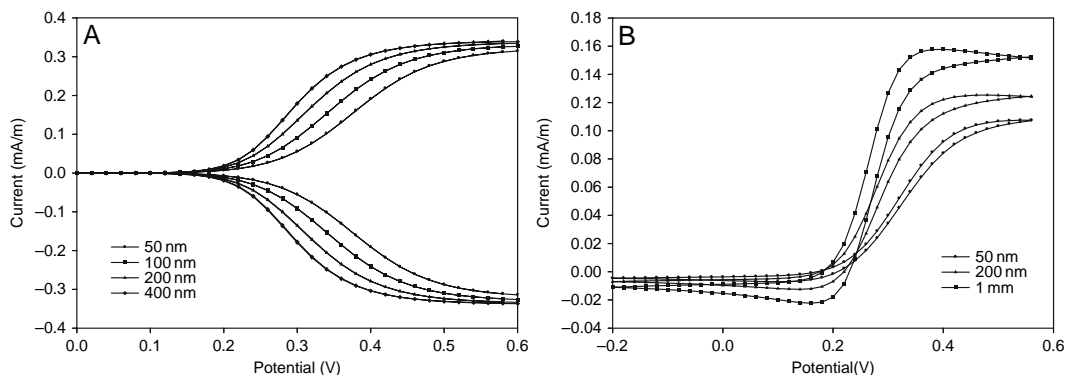 A
0.4
0.3
0.2
0.1
0.0
–0.1
–0.2
–0.3
–0.4
Current (mA/m)
50 nm
100 nm
200 nm
400 nm
0.0 0.1 0.2 0.3 0.4 0.5 0.6
Potential (V)
B
0.18
0.16
0.14
0.12
0.10
0.08
0.06
0.04
0.02
0.00
–0.02
–0.04
Current (mA/m)
50 nm
200 nm
1 mm
–0.2 0.0 0.2 0.4 0.6
Potential(V)